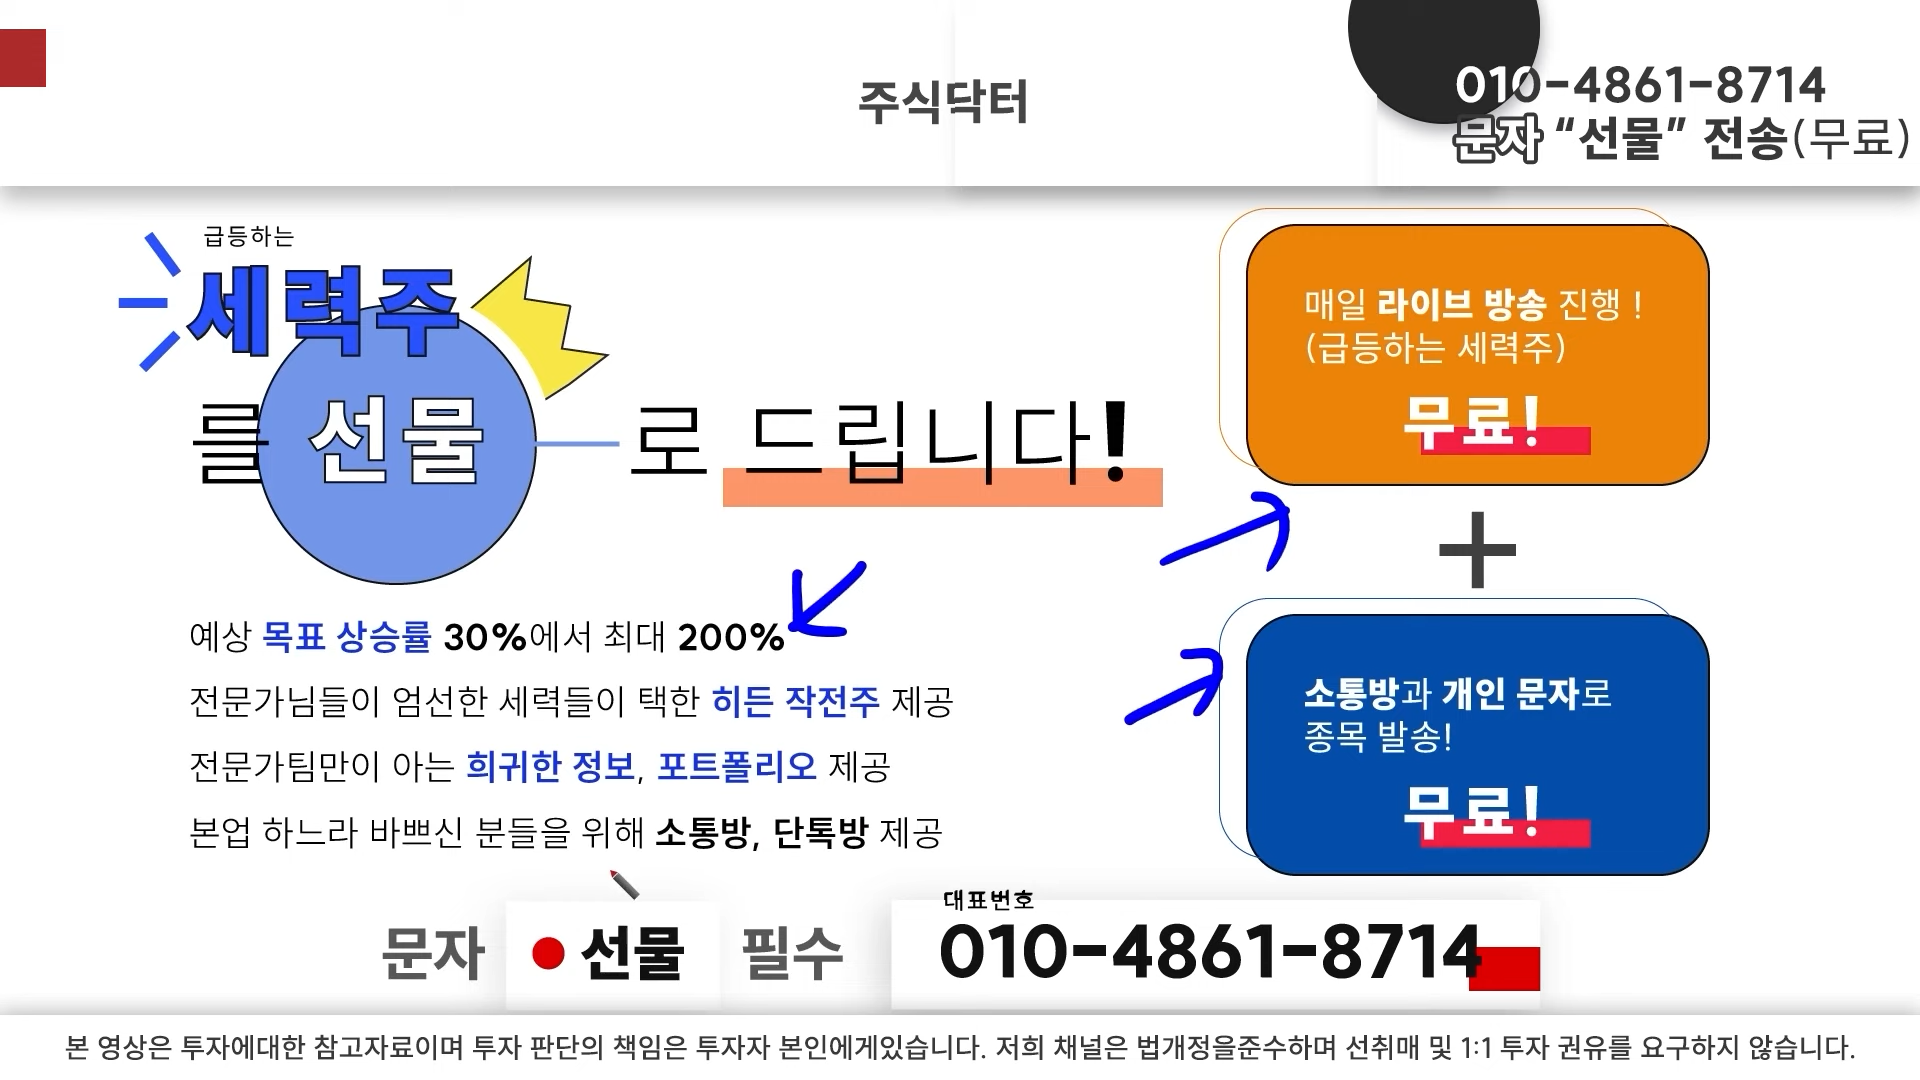 주식닥터
010-4861-8714
문자 “선물” 전송(무료)
급등하는
세력주
를 선물로 드립니다!
예상 목표 상승률 30%에서 최대 200%
전문가님들이 엄선한 세력들이 택한 히든 작전주 제공
전문가팀만이 아는 희귀한 정보, 포트폴리오 제공
본업 하느라 바쁘신 분들을 위해 소통방, 단톡방 제공
매일 라이브 방송 진행 !
(급등하는 세력주)
무료!
+
소통방과 개인 문자로
종목 발송!
무료!
문자 선물 필수
대표번호
010-4861-8714
본 영상은 투자에대한 참고자료이며 투자 판단의 책임은 투자자 본인에게있습니다. 저희 채널은 법개정을준수하며 선취매 및 1:1 투자 권유를 요구하지 않습니다.